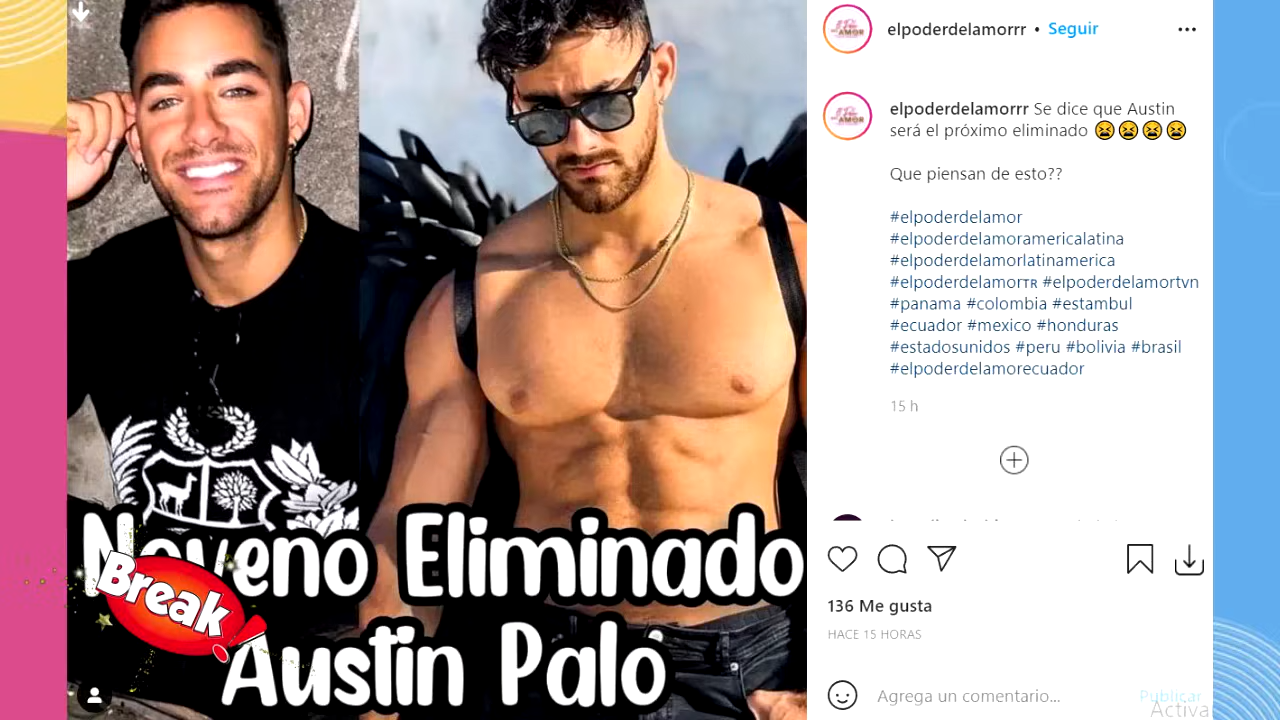 Noveno Eliminado
Break
Austin Palo
elpoderdelamorrr • Seguir
elpoderdelamorrr Se dice que Austin
será el próximo eliminado
Que piensan de esto??
#elpoderdelamor
#elpoderdelamoramericalatina
#elpoderdelamorlatinamerica
#elpoderdelamorᴛʀ #elpoderdelamortvn
#panama #colombia #estambul
#ecuador #mexico #honduras
#estadosunidos #peru #bolivia #brasil
#elpoderdelamorecuador
15 h
136 Me gusta
HACE 15 HORAS
Agrega un comentario...
Publicar
Activa